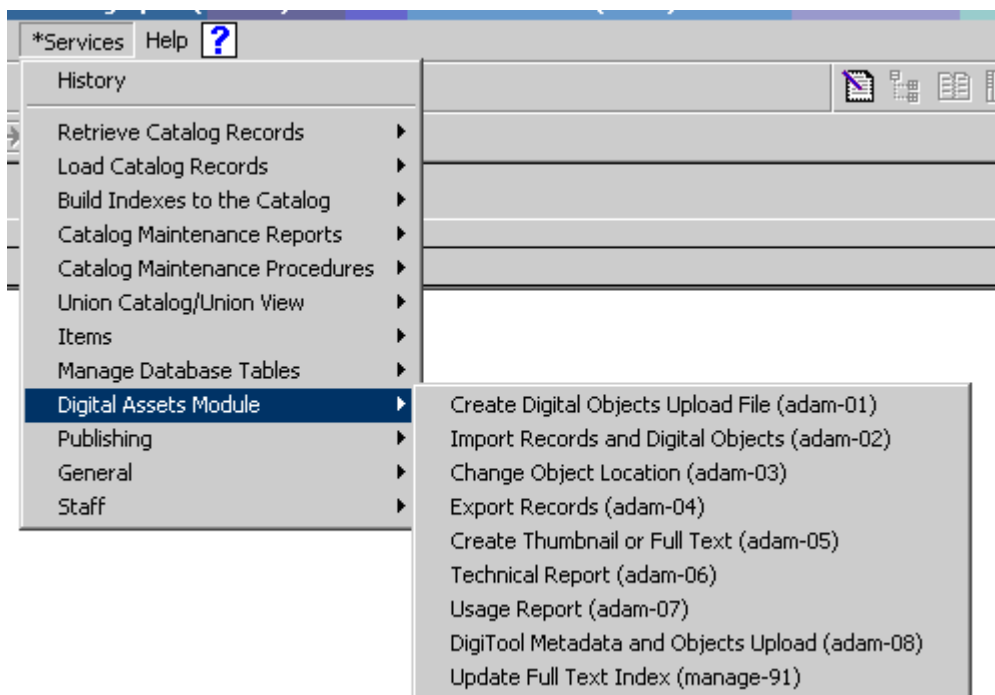 *Services Help ?
History
Retrieve Catalog Records
Load Catalog Records
Build Indexes to the Catalog
Catalog Maintenance Reports
Catalog Maintenance Procedures
Union Catalog/Union View
Items
Manage Database Tables
Digital Assets Module
Publishing
General
Staff
Create Digital Objects Upload File (adam-01)
Import Records and Digital Objects (adam-02)
Change Object Location (adam-03)
Export Records (adam-04)
Create Thumbnail or Full Text (adam-05)
Technical Report (adam-06)
Usage Report (adam-07)
DigiTool Metadata and Objects Upload (adam-08)
Update Full Text Index (manage-91)